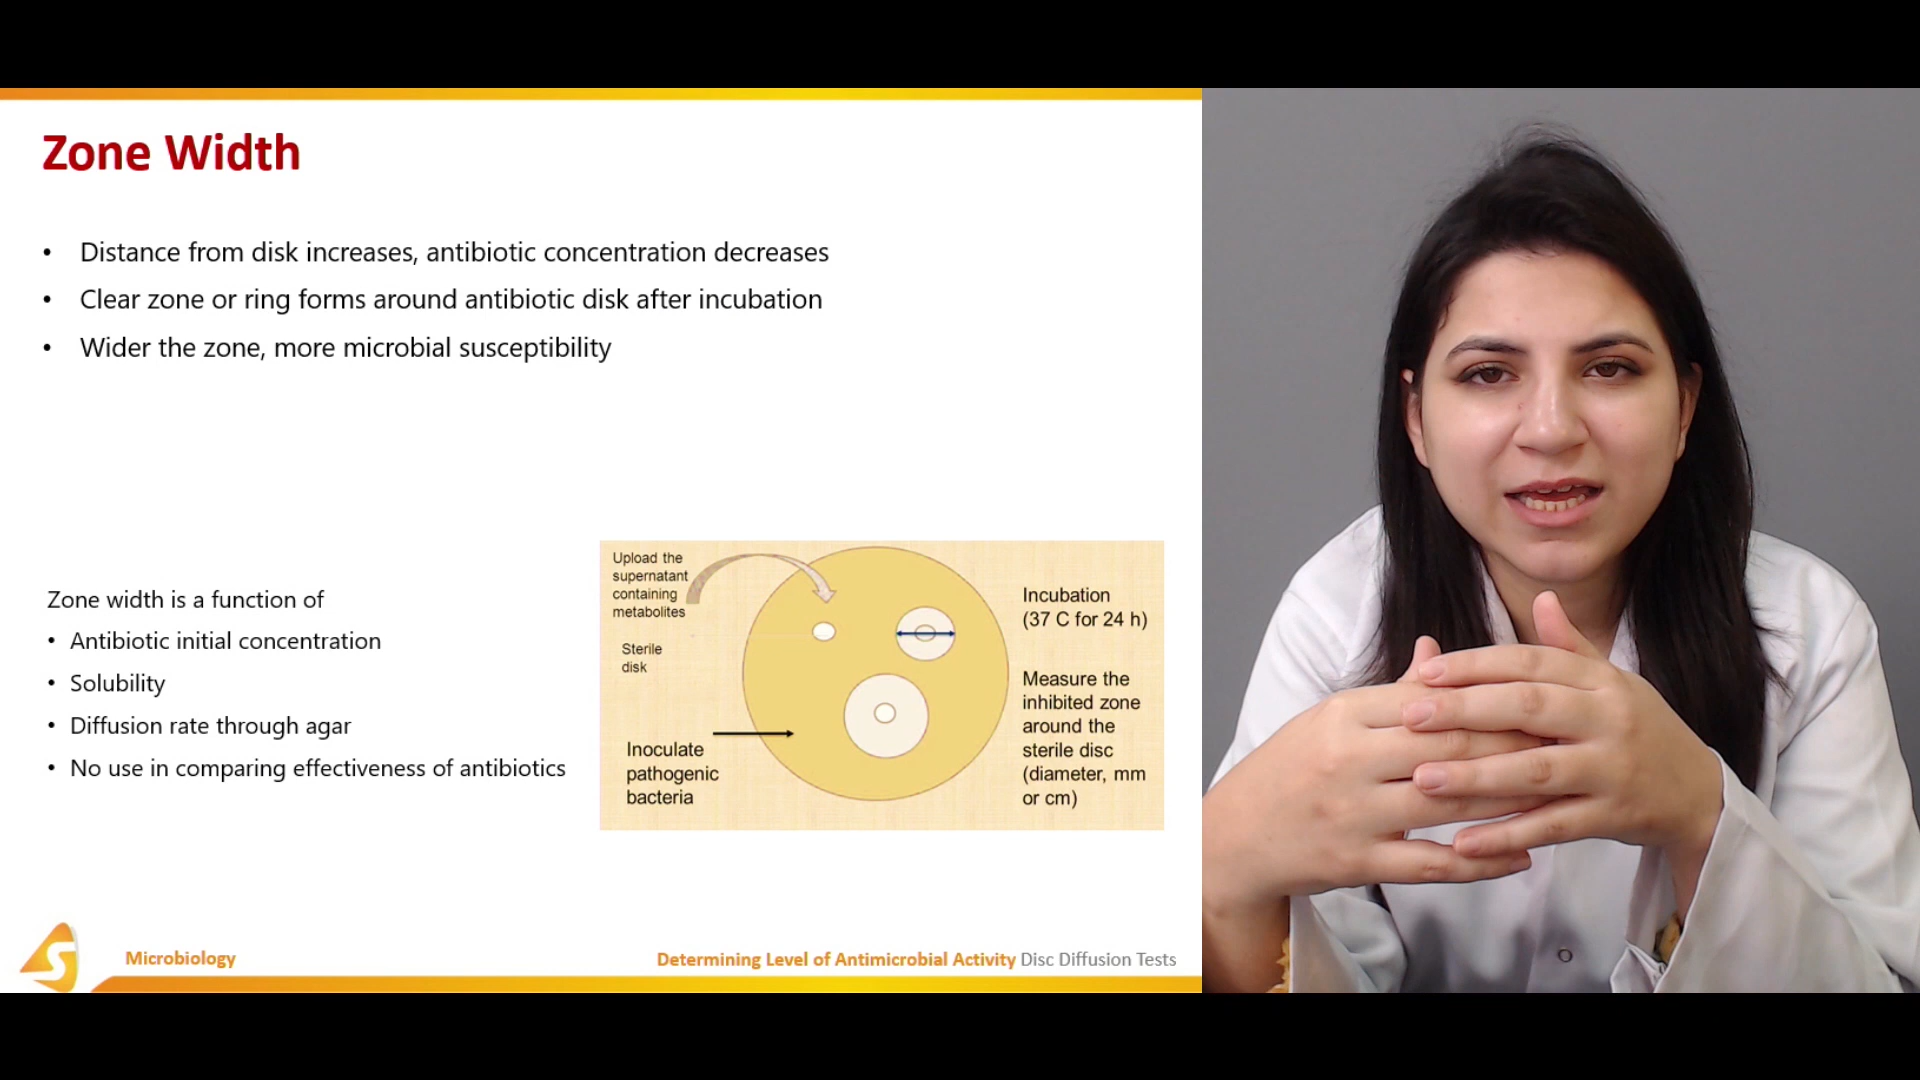 Zone Width
• Distance from disk increases, antibiotic concentration decreases
• Clear zone or ring forms around antibiotic disk after incubation
• Wider the zone, more microbial susceptibility
Zone width is a function of
• Antibiotic initial concentration
• Solubility
• Diffusion rate through agar
• No use in comparing effectiveness of antibiotics
Upload the
supernatant
containing
metabolites
Sterile
disk
Inoculate
pathogenic
bacteria
Incubation
(37 C for 24 h)
Measure the
inhibited zone
around the
sterile disc
(diameter, mm
or cm)
S
Microbiology
Determining Level of Antimicrobial Activity Disc Diffusion Tests